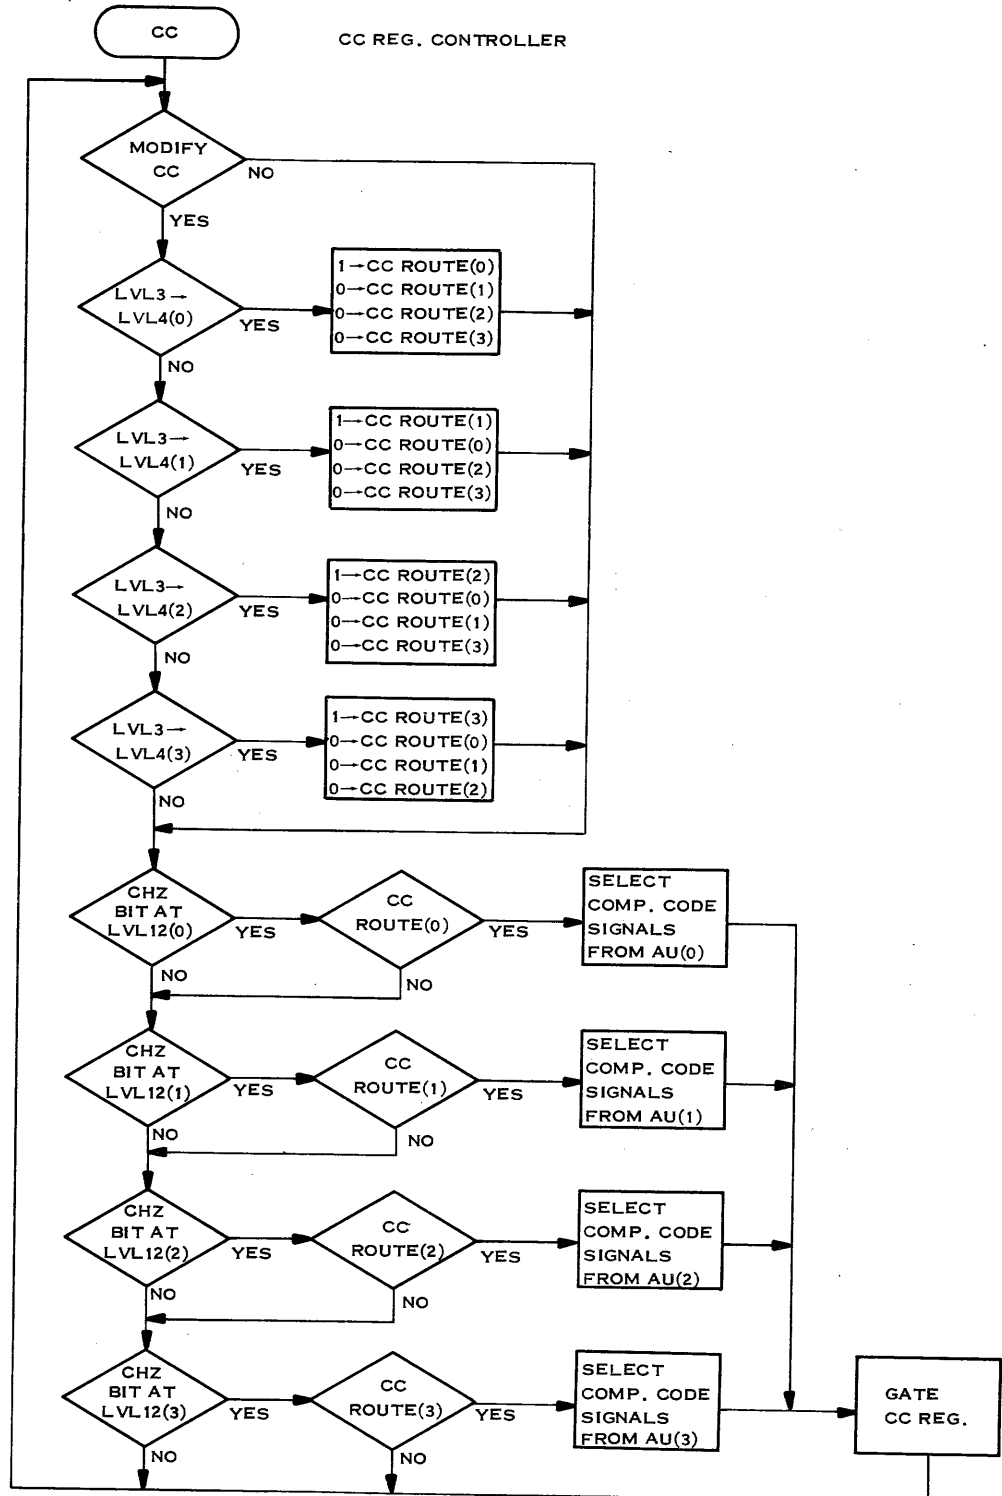 CC
CC REG. CONTROLLER
MODIFY
CC
NO
YES
LVL3→
LVL4(0)
YES
NO
1→CC ROUTE(0)
0→CC ROUTE(1)
0→CC ROUTE(2)
0→CC ROUTE(3)
LVL3→
LVL4(1)
YES
NO
1→CC ROUTE(1)
0→CC ROUTE(0)
0→CC ROUTE(2)
0→CC ROUTE(3)
LVL3→
LVL4(2)
YES
NO
1→CC ROUTE(2)
0→CC ROUTE(0)
0→CC ROUTE(1)
0→CC ROUTE(3)
LVL3→
LVL4(3)
YES
NO
1→CC ROUTE(3)
0→CC ROUTE(0)
0→CC ROUTE(1)
0→CC ROUTE(2)
CHZ
BIT AT
LVL12(0)
YES
NO
CC
ROUTE(0)
YES
NO
SELECT
COMP. CODE
SIGNALS
FROM AU(0)
CHZ
BIT AT
LVL12(1)
YES
NO
CC
ROUTE(1)
YES
NO
SELECT
COMP. CODE
SIGNALS
FROM AU(1)
CHZ
BIT AT
LVL12(2)
YES
NO
CC
ROUTE(2)
YES
NO
SELECT
COMP. CODE
SIGNALS
FROM AU(2)
CHZ
BIT AT
LVL12(3)
YES
NO
CC
ROUTE(3)
YES
NO
SELECT
COMP. CODE
SIGNALS
FROM AU(3)
GATE
CC REG.